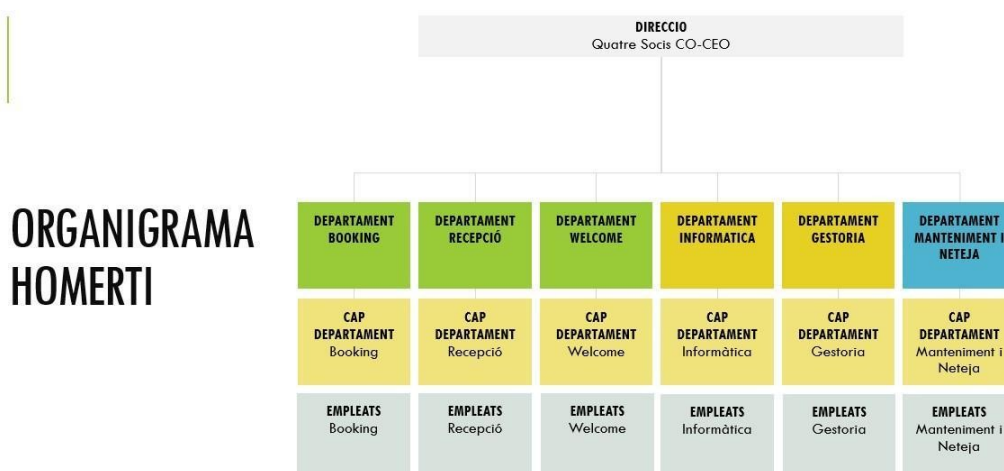 DIRECCIO
Quatre Socis CO-CEO
ORGANIGRAMA
HOMERTI
DEPARTAMENT
BOOKING
DEPARTAMENT
RECEPCIÓ
DEPARTAMENT
WELCOME
DEPARTAMENT
INFORMATICA
DEPARTAMENT
GESTORIA
DEPARTAMENT
MANTENIMENT I
NETEJA
CAP
DEPARTAMENT
Booking
CAP
DEPARTAMENT
Recepció
CAP
DEPARTAMENT
Welcome
CAP
DEPARTAMENT
Informàtica
CAP
DEPARTAMENT
Gestoria
CAP
DEPARTAMENT
Manteniment i
Neteja
EMPLEATS
Booking
EMPLEATS
Recepció
EMPLEATS
Welcome
EMPLEATS
Informàtica
EMPLEATS
Gestoria
EMPLEATS
Manteniment i
Neteja